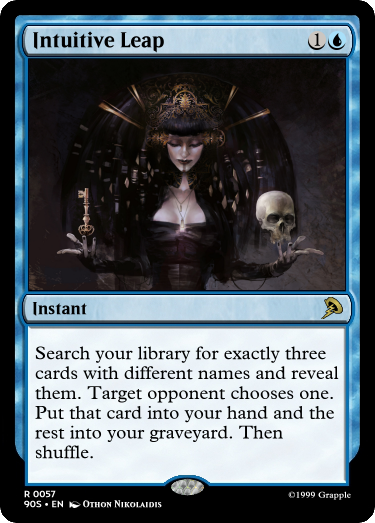 Intuitive Leap 1
Instant
Search your library for exactly three
cards with different names and reveal
them. Target opponent chooses one.
Put that card into your hand and the
rest into your graveyard. Then
shuffle.
R 0057
90S • EN Othon Nikolaidis
©1999 Grapple